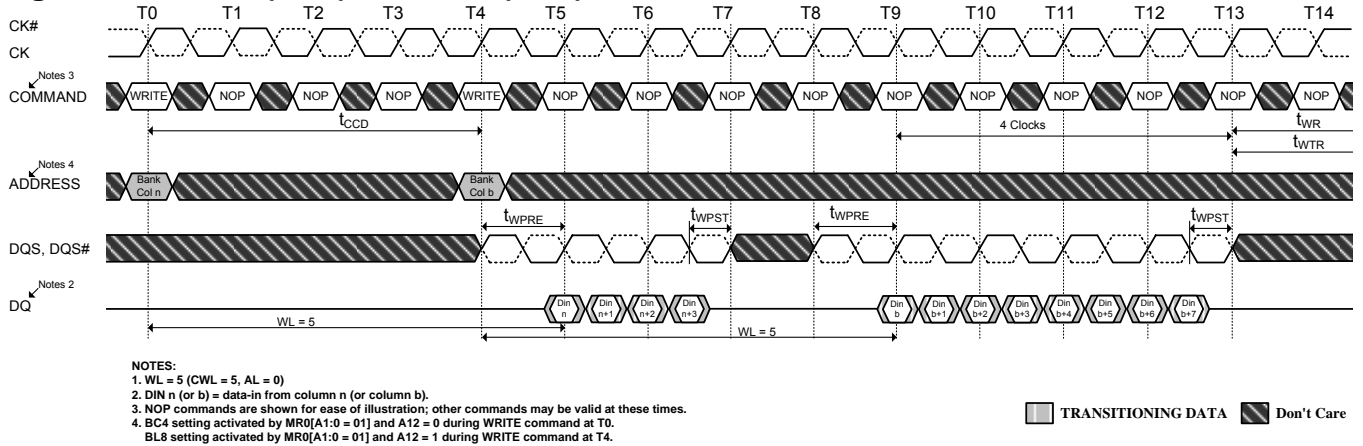 T0 T1 T2 T3 T4 T5 T6 T7 T8 T9 T10 T11 T12 T13 T14
CK#
CK
Notes 3
COMMAND
WRITE NOP NOP NOP WRITE NOP NOP NOP NOP NOP NOP NOP NOP NOP NOP
tCCD
4 Clocks
tWR
tWTR
Notes 4
ADDRESS
Bank Bank
Col n Col b
tWPRE tWPST tWPRE tWPST
DQS, DQS#
Notes 2
DQ
Din Din Din Din Din Din Din Din Din Din Din Din
n n+1 n+2 n+3 b b+1 b+2 b+3 b+4 b+5 b+6 b+7
WL = 5
WL = 5
NOTES:
1. WL = 5 (CWL = 5, AL = 0)
2. DIN n (or b) = data-in from column n (or column b).
3. NOP commands are shown for ease of illustration; other commands may be valid at these times.
4. BC4 setting activated by MR0[A1:0 = 01] and A12 = 0 during WRITE command at T0.
BL8 setting activated by MR0[A1:0 = 01] and A12 = 1 during WRITE command at T4.
TRANSITIONING DATA Don't Care